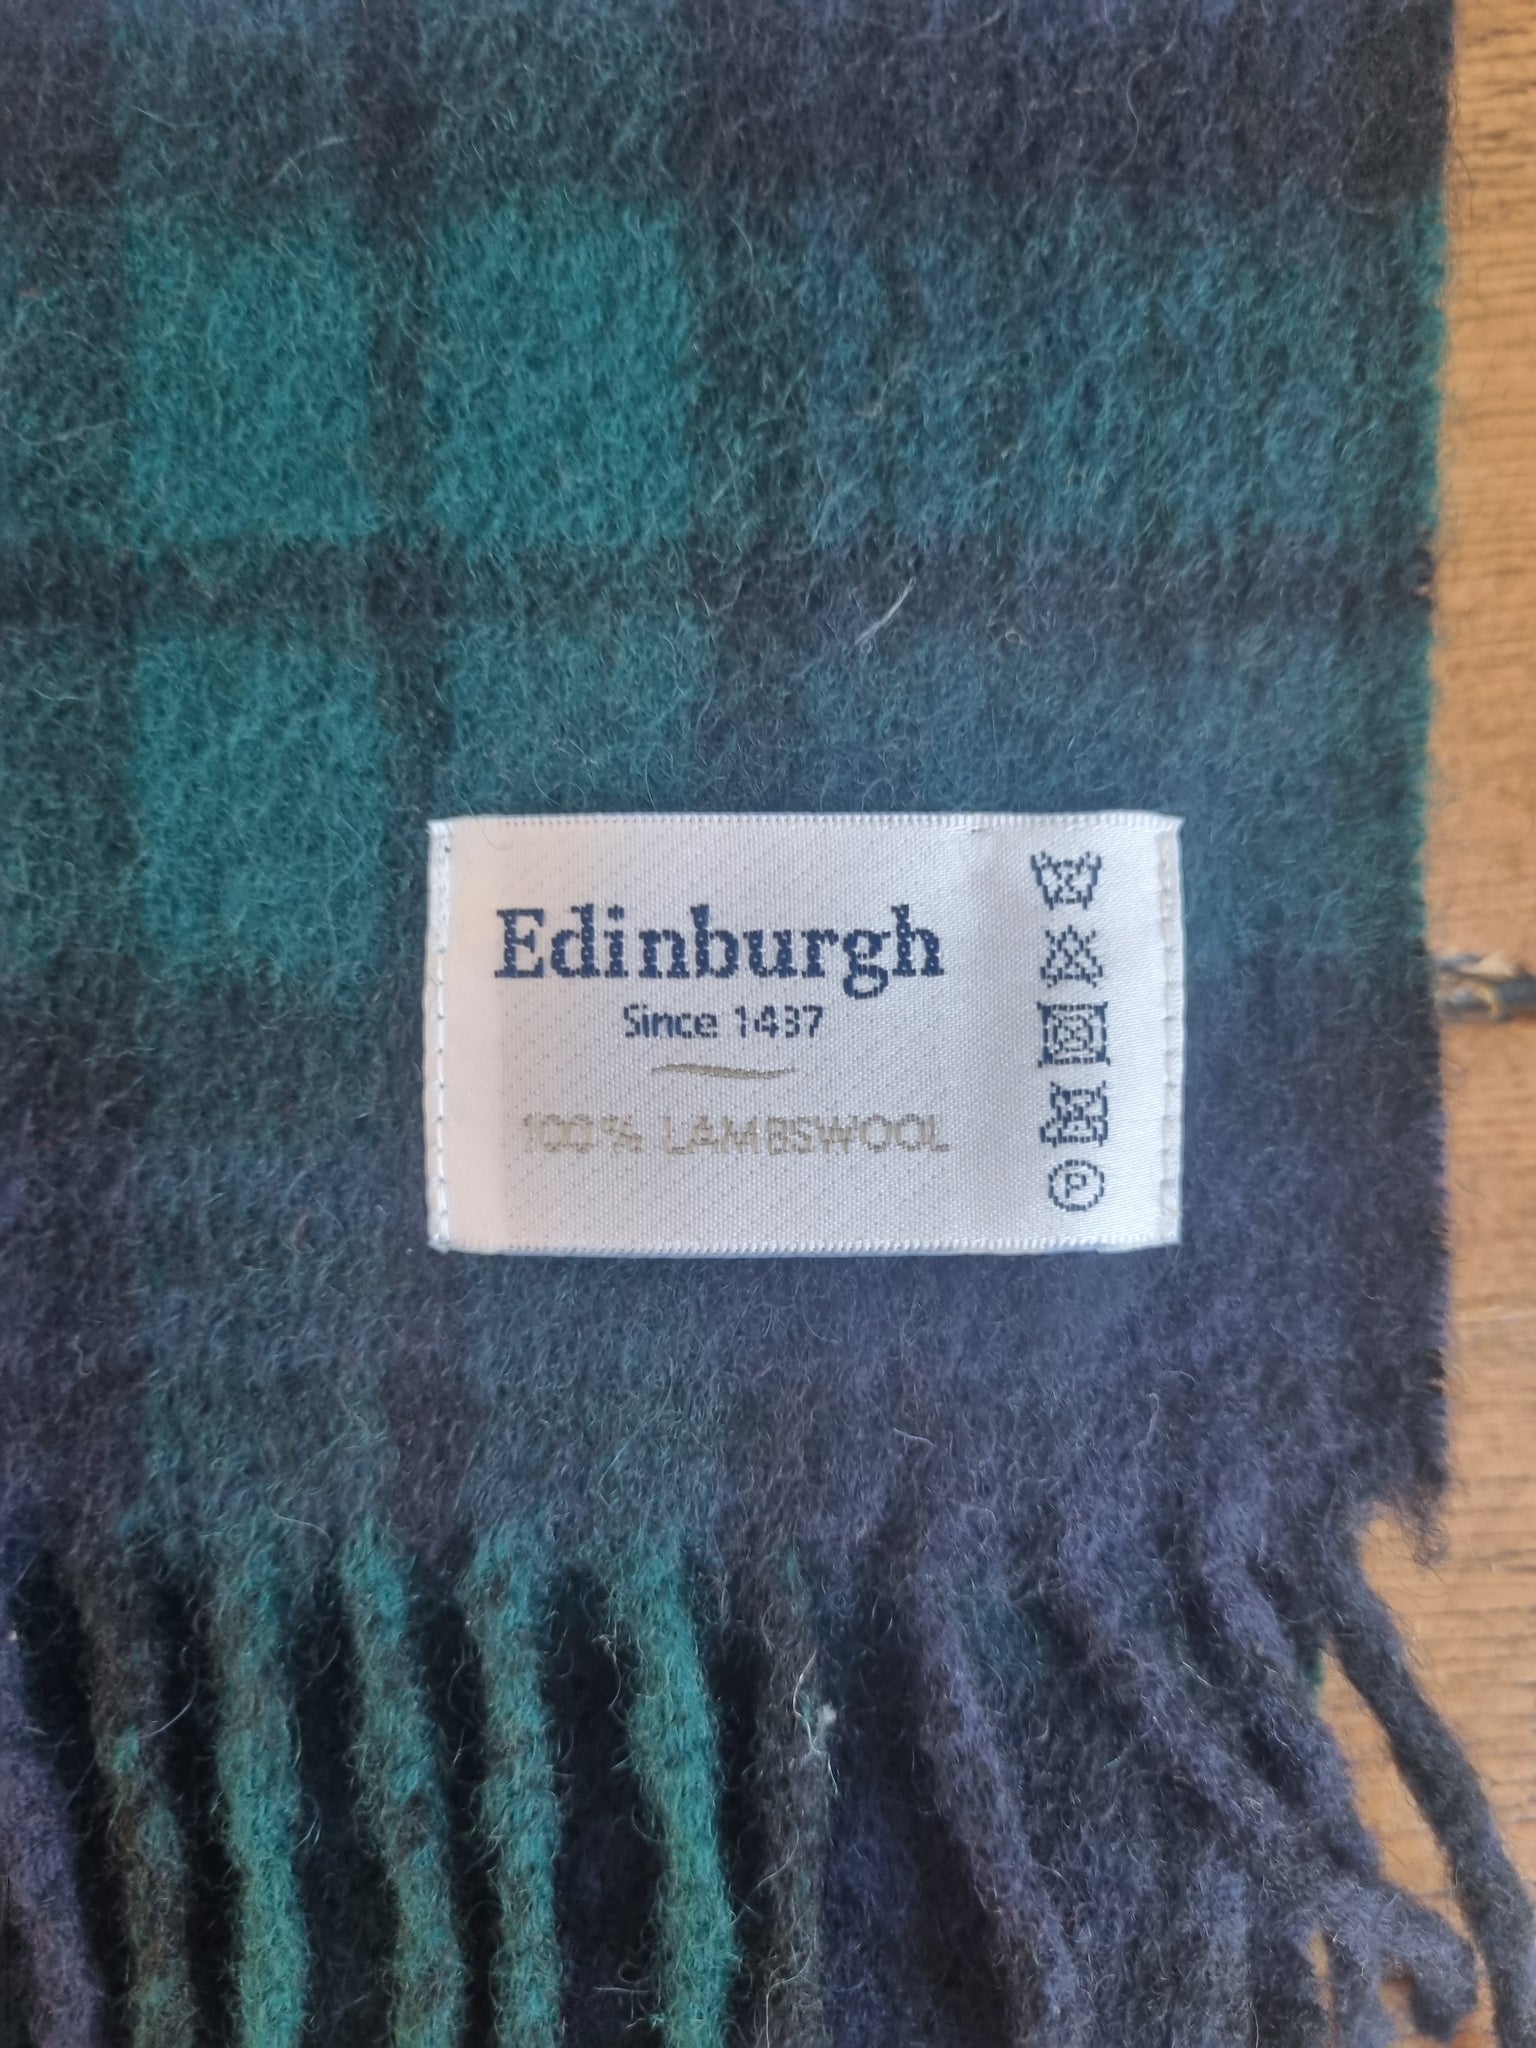 Edinburgh
Since 1437
100% LAMBSWOOL
P